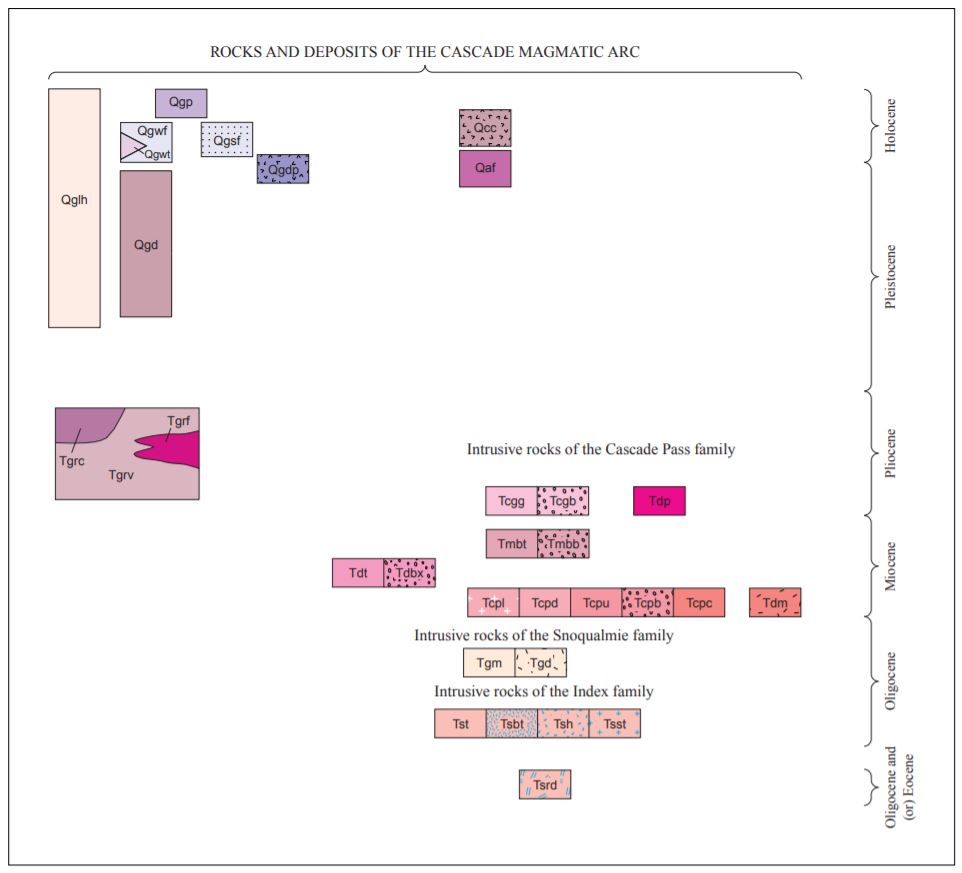 ROCKS AND DEPOSITS OF THE CASCADE MAGMATIC ARC
Qgp
Qgwf
Qgwt
Qgsf
Qcc
Qgdp
Qaf
Qglh
Qgd
Holocene
Pleistocene
Tgrf
Tgrc
Tgrv
Intrusive rocks of the Cascade Pass family
Tcgg
Tcgb
Tdp
Pliocene
Tmbt
Tmbb
Tdt
Tdbx
Tcpl
Tcpd
Tcpu
Tcpb
Tcpc
Tdm
Miocene
Intrusive rocks of the Snoqualmie family
Tgm
Tgd
Intrusive rocks of the Index family
Tst
Tsbt
Tsh
Tsst
Oligocene
Tsrd
Oligocene and
(or) Eocene